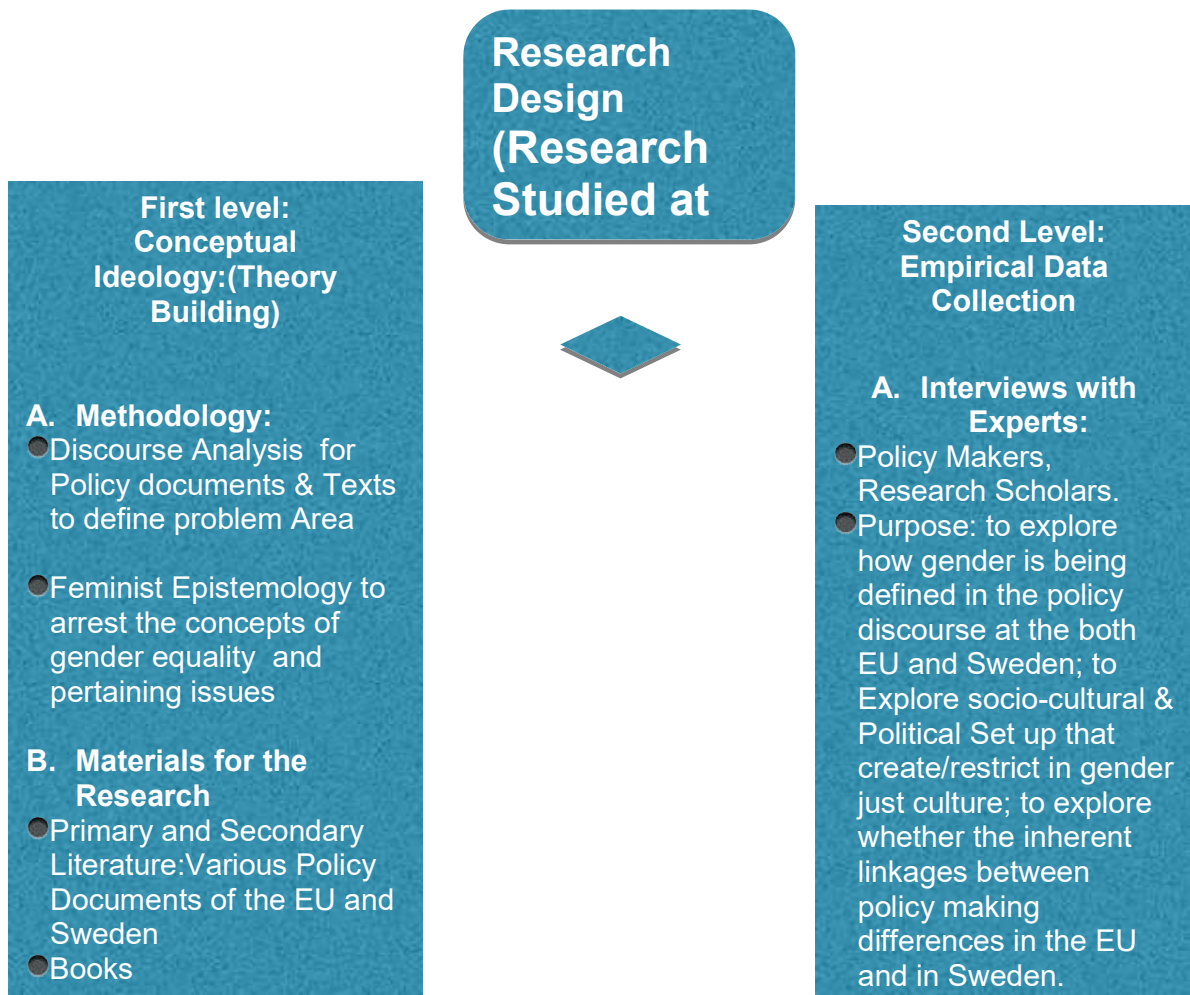 Research
Design
(Research
Studied at
First level:
Conceptual
Ideology:(Theory
Building)
A. Methodology:
Discourse Analysis for
Policy documents & Texts
to define problem Area
Feminist Epistemology to
arrest the concepts of
gender equality and
pertaining issues
B. Materials for the
Research
Primary and Secondary
Literature:Various Policy
Documents of the EU and
Sweden
Books
Second Level:
Empirical Data
Collection
A. Interviews with
Experts:
Policy Makers,
Research Scholars.
Purpose: to explore
how gender is being
defined in the policy
discourse at the both
EU and Sweden; to
Explore socio-cultural &
Political Set up that
create/restrict in gender
just culture; to explore
whether the inherent
linkages between
policy making
differences in the EU
and in Sweden.